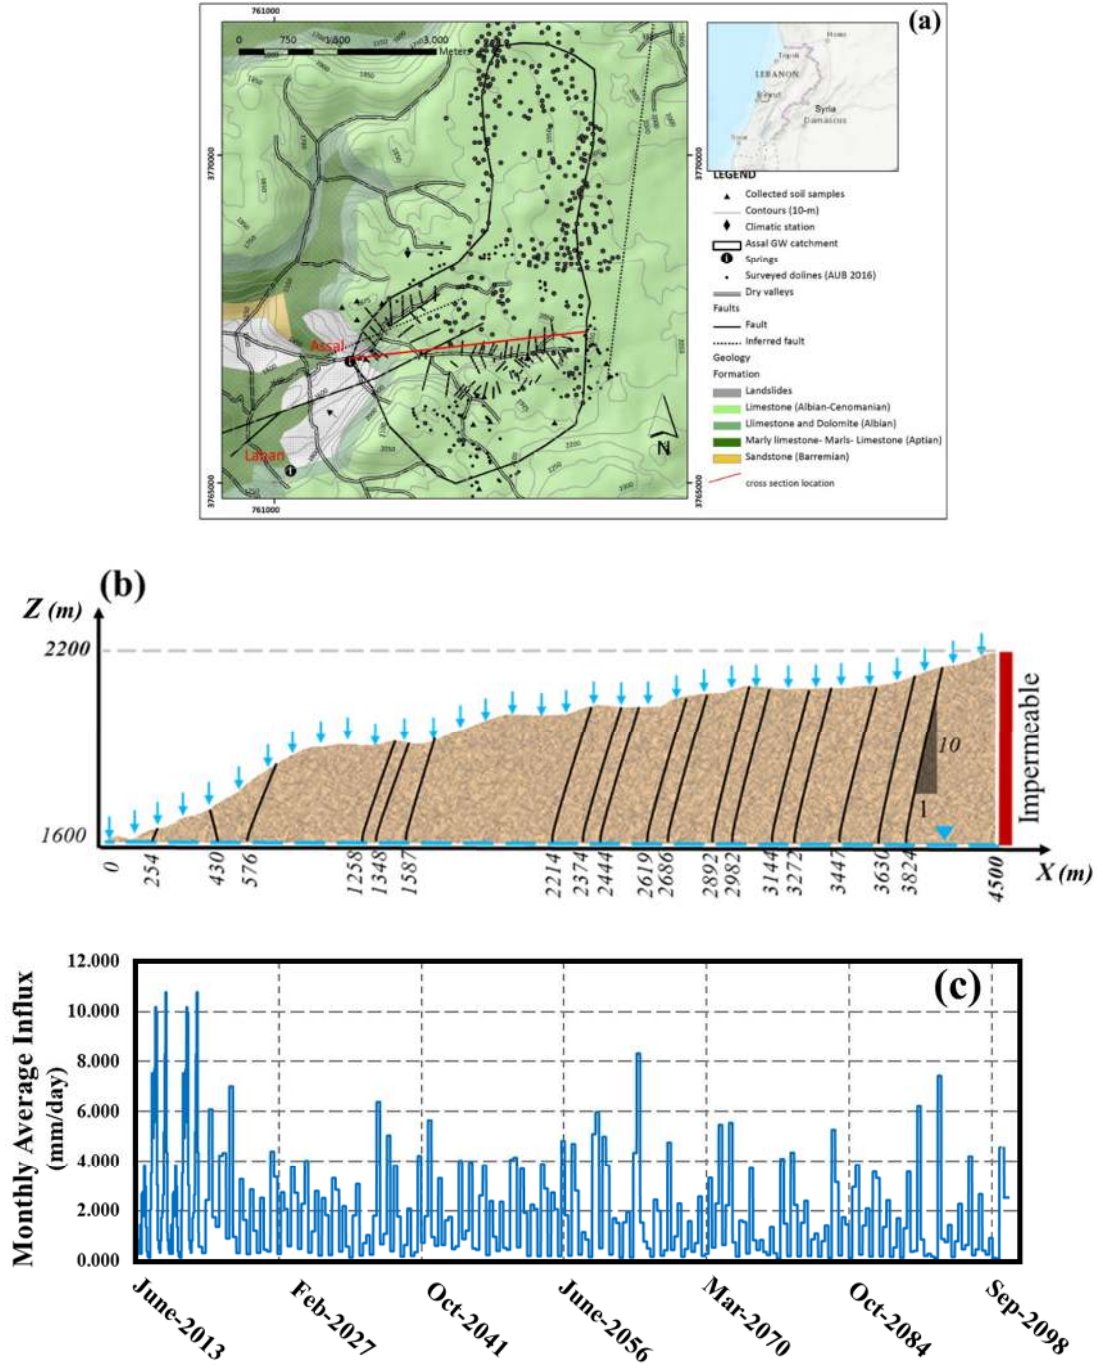 761000
(a)
0 750 1,500 3,000
Meters
3770000
3770000
Assal
Laban
N
3765000
3765000
761000
Homs
Tripoli
LEBANON
Beirut
Syria
Damascus
LEGEND
Collected soil samples
Contours (10-m)
Climatic station
Assal GW catchment
Springs
Surveyed dolines (AUB 2016)
Dry valleys
Faults
Fault
Inferred fault
Geology
Formation
Landslides
Limestone (Albian-Cenomanian)
Llimestone and Dolomite (Albian)
Marly limestone- Marls- Limestone (Aptian)
Sandstone (Barremian)
cross section location
(b)
Z (m)
2200
1600
10
1
Impermeable
0 254 430 576 1258 1348 1587 2214 2374 2444 2619 2686 2892 2982 3144 3272 3447 3630 3824 4500
X (m)
(c)
Monthly Average Influx
(mm/day)
12.000
10.000
8.000
6.000
4.000
2.000
0.000
June-2013 Feb-2027 Oct-2041 June-2056 Mar-2070 Oct-2084 Sep-2098